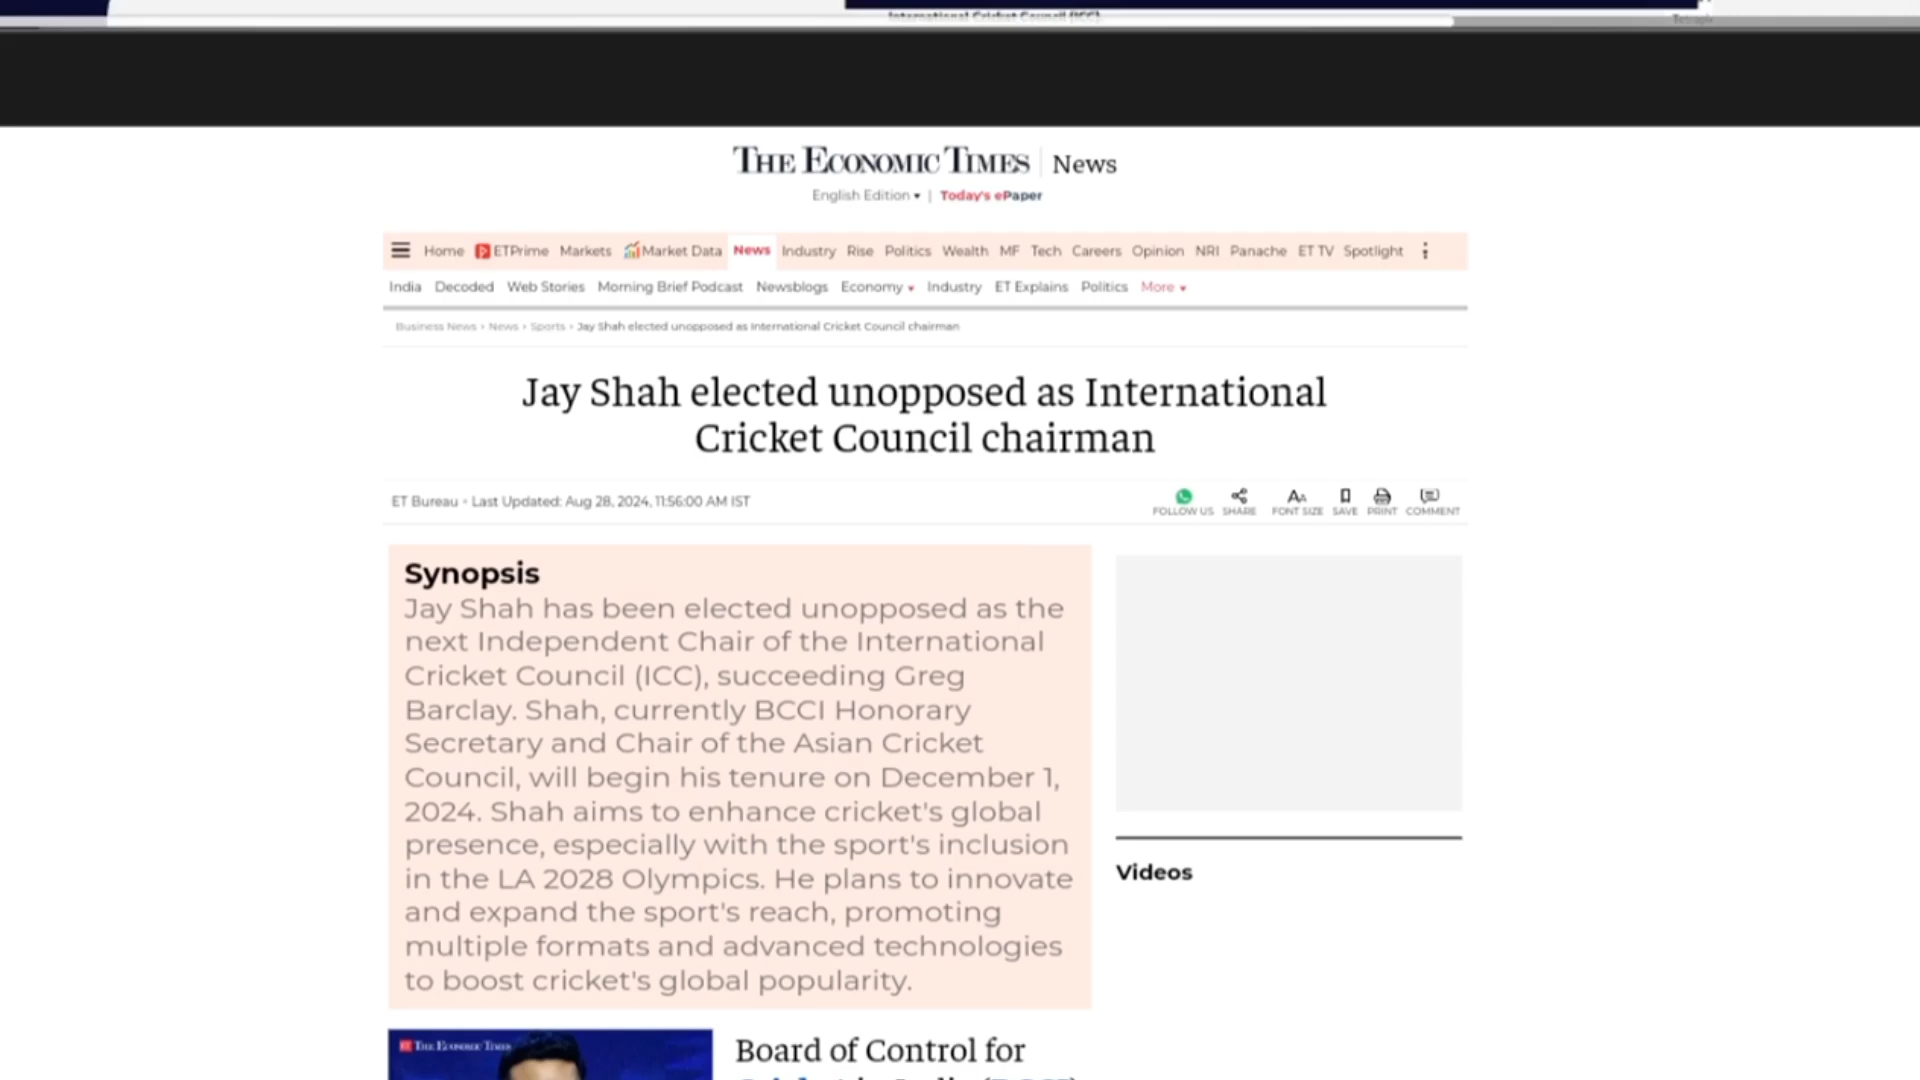 International Cricket Council (ICC)
THE ECONOMIC TIMES | News
English Edition | Today's ePaper
Home ETPrime Markets Market Data News Industry Rise Politics Wealth MF Tech Careers Opinion NRI Panache ET TV Spotlight
India Decoded Web Stories Morning Brief Podcast Newsblogs Economy Industry ET Explains Politics More
Business News › News › Sports › Jay Shah elected unopposed as International Cricket Council chairman
Jay Shah elected unopposed as International
Cricket Council chairman
ET Bureau • Last Updated: Aug 28, 2024, 11:56:00 AM IST
FOLLOW US SHARE FONT SIZE SAVE PRINT COMMENT
Synopsis
Jay Shah has been elected unopposed as the
next Independent Chair of the International
Cricket Council (ICC), succeeding Greg
Barclay. Shah, currently BCCI Honorary
Secretary and Chair of the Asian Cricket
Council, will begin his tenure on December 1,
2024. Shah aims to enhance cricket's global
presence, especially with the sport's inclusion
in the LA 2028 Olympics. He plans to innovate
and expand the sport's reach, promoting
multiple formats and advanced technologies
to boost cricket's global popularity.
Videos
ET THE ECONOMIC TIMES
Board of Control for